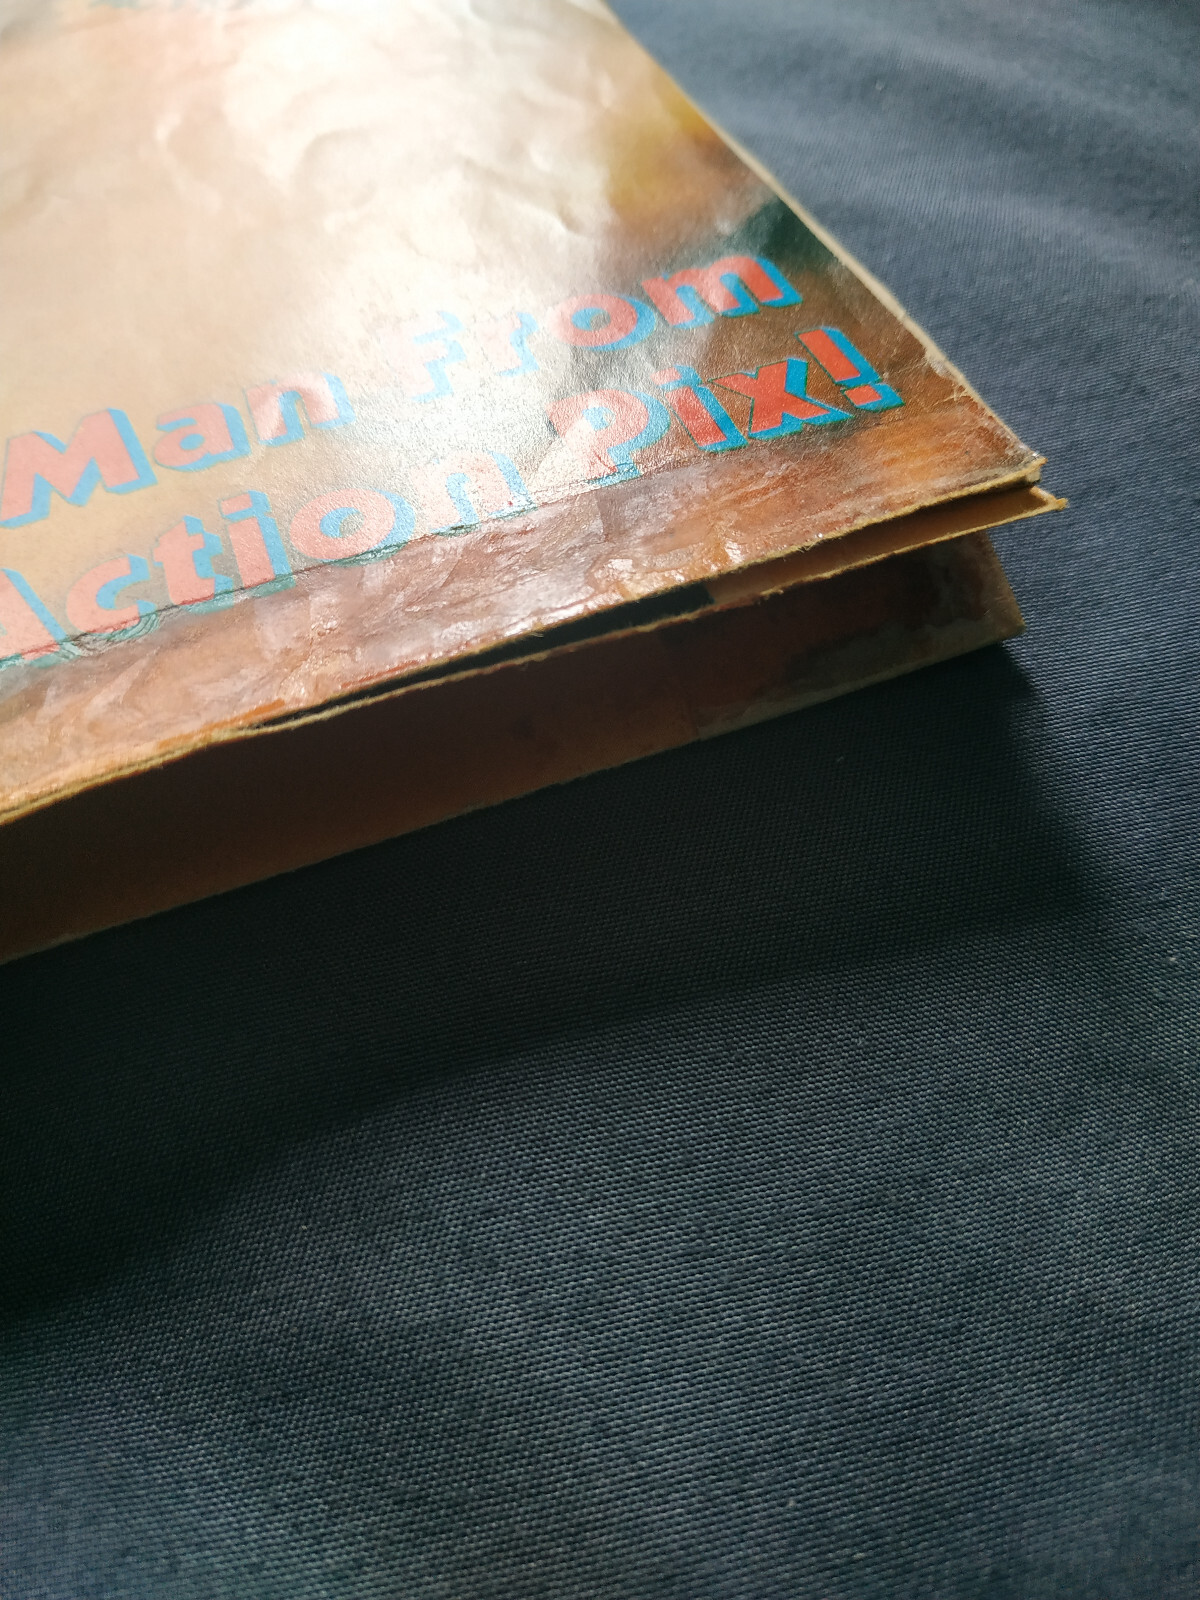 Man From
Action Pix!